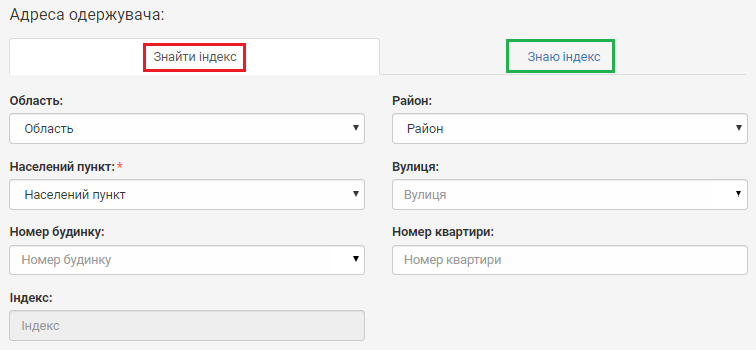 Адреса одержувача:
Знайти індекс
Знаю індекс
Область:
Район:
Область
Район
Населений пункт: *
Вулиця:
Населений пункт
Вулиця
Номер будинку:
Номер квартири:
Номер будинку
Номер квартири
Індекс:
Індекс